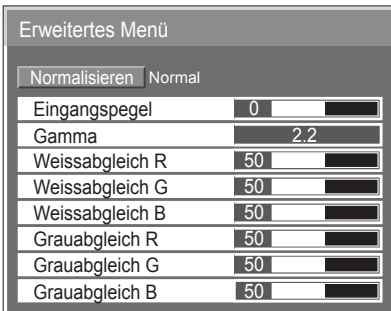 Erweitertes Menü
Normalisieren Normal
Eingangspegel 0
Gamma 2.2
Weissabgleich R 50
Weissabgleich G 50
Weissabgleich B 50
Grauabgleich R 50
Grauabgleich G 50
Grauabgleich B 50